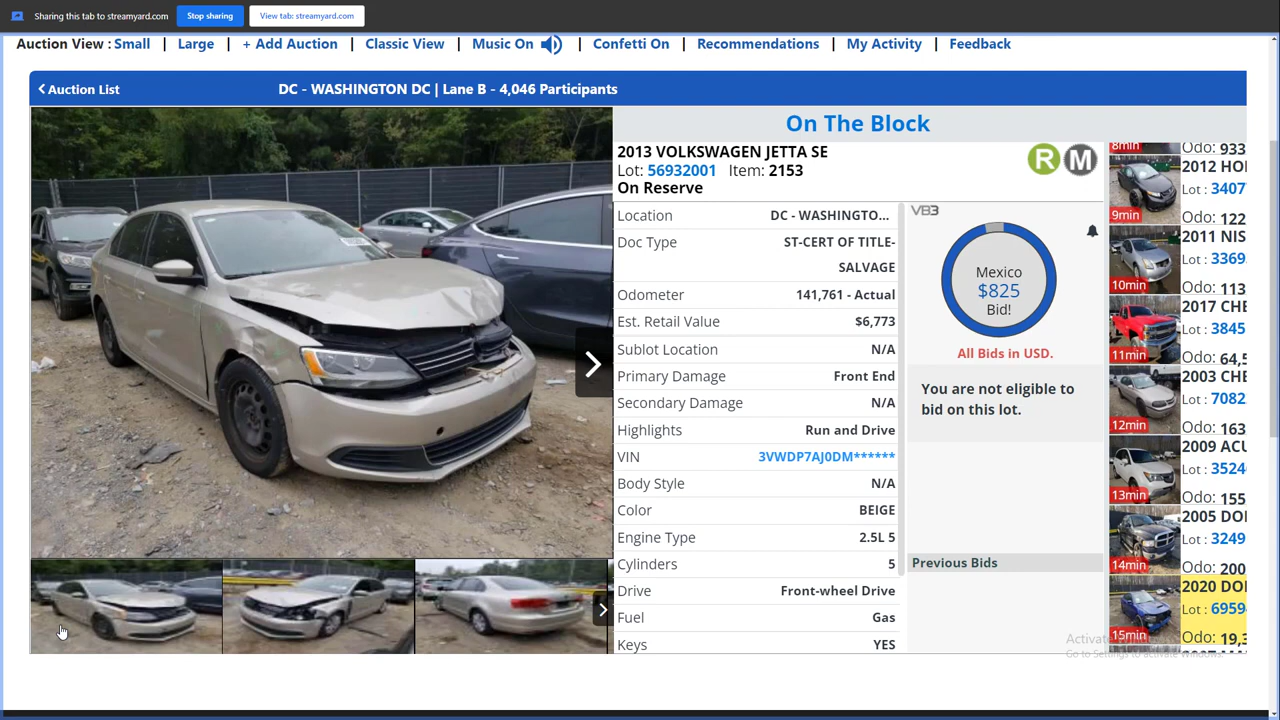 Sharing this tab to streamyard.com
Stop sharing
View tab: streamyard.com
Auction View : Small | Large | + Add Auction | Classic View | Music On | Confetti On | Recommendations | My Activity | Feedback
Auction List
DC - WASHINGTON DC | Lane B - 4,046 Participants
On The Block
2013 VOLKSWAGEN JETTA SE
Lot: 56932001 Item: 2153
On Reserve
R M
Location DC - WASHINGTO...
Doc Type ST-CERT OF TITLE-
SALVAGE
Odometer 141,761 - Actual
Est. Retail Value $6,773
Sublot Location N/A
Primary Damage Front End
Secondary Damage N/A
Highlights Run and Drive
VIN 3VWDP7AJ0DM******
Body Style N/A
Color BEIGE
Engine Type 2.5L 5
Cylinders 5
Drive Front-wheel Drive
Fuel Gas
Keys YES
VB3
Mexico
$825
Bid!
All Bids in USD.
You are not eligible to
bid on this lot.
Previous Bids
8min
Odo: 933
2012 HO
Lot : 3407
9min
Odo: 122
2011 NIS
Lot : 3369
10min
Odo: 113
2017 CHE
Lot : 3845
11min
Odo: 64,5
2003 CHE
Lot : 7082
12min
Odo: 163
2009 ACU
Lot : 3524
13min
Odo: 155
2005 DO
Lot : 3249
14min
Odo: 200
2020 DO
Lot : 6959
15min
Odo: 19,3
Activate Windows
Go to Settings to activate Windows.